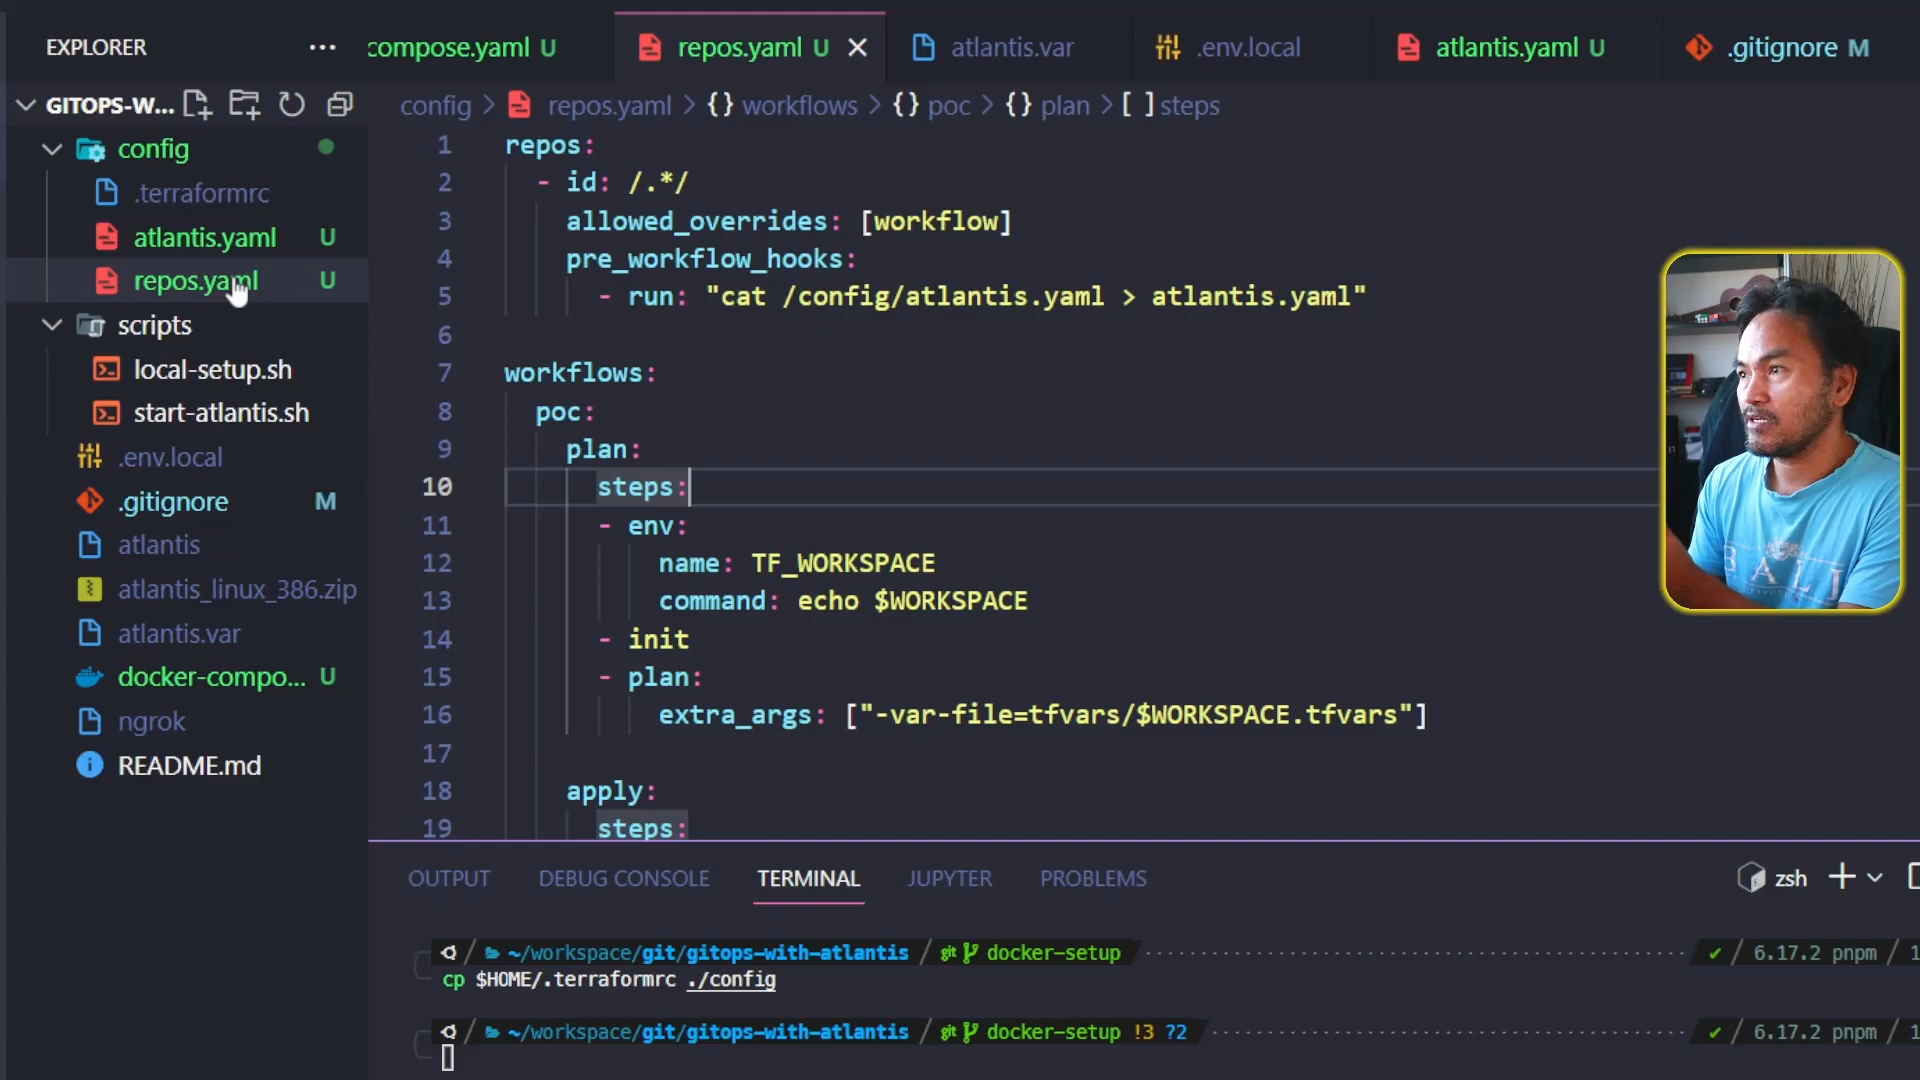 EXPLORER
compose.yaml U
repos.yaml U
atlantis.var
.env.local
atlantis.yaml U
.gitignore M
GITOPS-W...
config > repos.yaml > {} workflows > {} poc > {} plan > [ ] steps
config
.terraformrc
atlantis.yaml U
repos.yaml U
scripts
local-setup.sh
start-atlantis.sh
.env.local
.gitignore M
atlantis
atlantis_linux_386.zip
atlantis.var
docker-compo... U
ngrok
README.md
1 repos:
2 - id: /.*/
3 allowed_overrides: [workflow]
4 pre_workflow_hooks:
5 - run: "cat /config/atlantis.yaml > atlantis.yaml"
6
7 workflows:
8 poc:
9 plan:
10 steps:
11 - env:
12 name: TF_WORKSPACE
13 command: echo $WORKSPACE
14 - init
15 - plan:
16 extra_args: ["-var-file=tfvars/$WORKSPACE.tfvars"]
17
18 apply:
19 steps:
BALI
OUTPUT DEBUG CONSOLE TERMINAL JUPYTER PROBLEMS
zsh
~/workspace/git/gitops-with-atlantis / git docker-setup ✓ / 6.17.2 pnpm / 1
cp $HOME/.terraformrc ./config
~/workspace/git/gitops-with-atlantis / git docker-setup !3 ?2 ✓ / 6.17.2 pnpm / 1